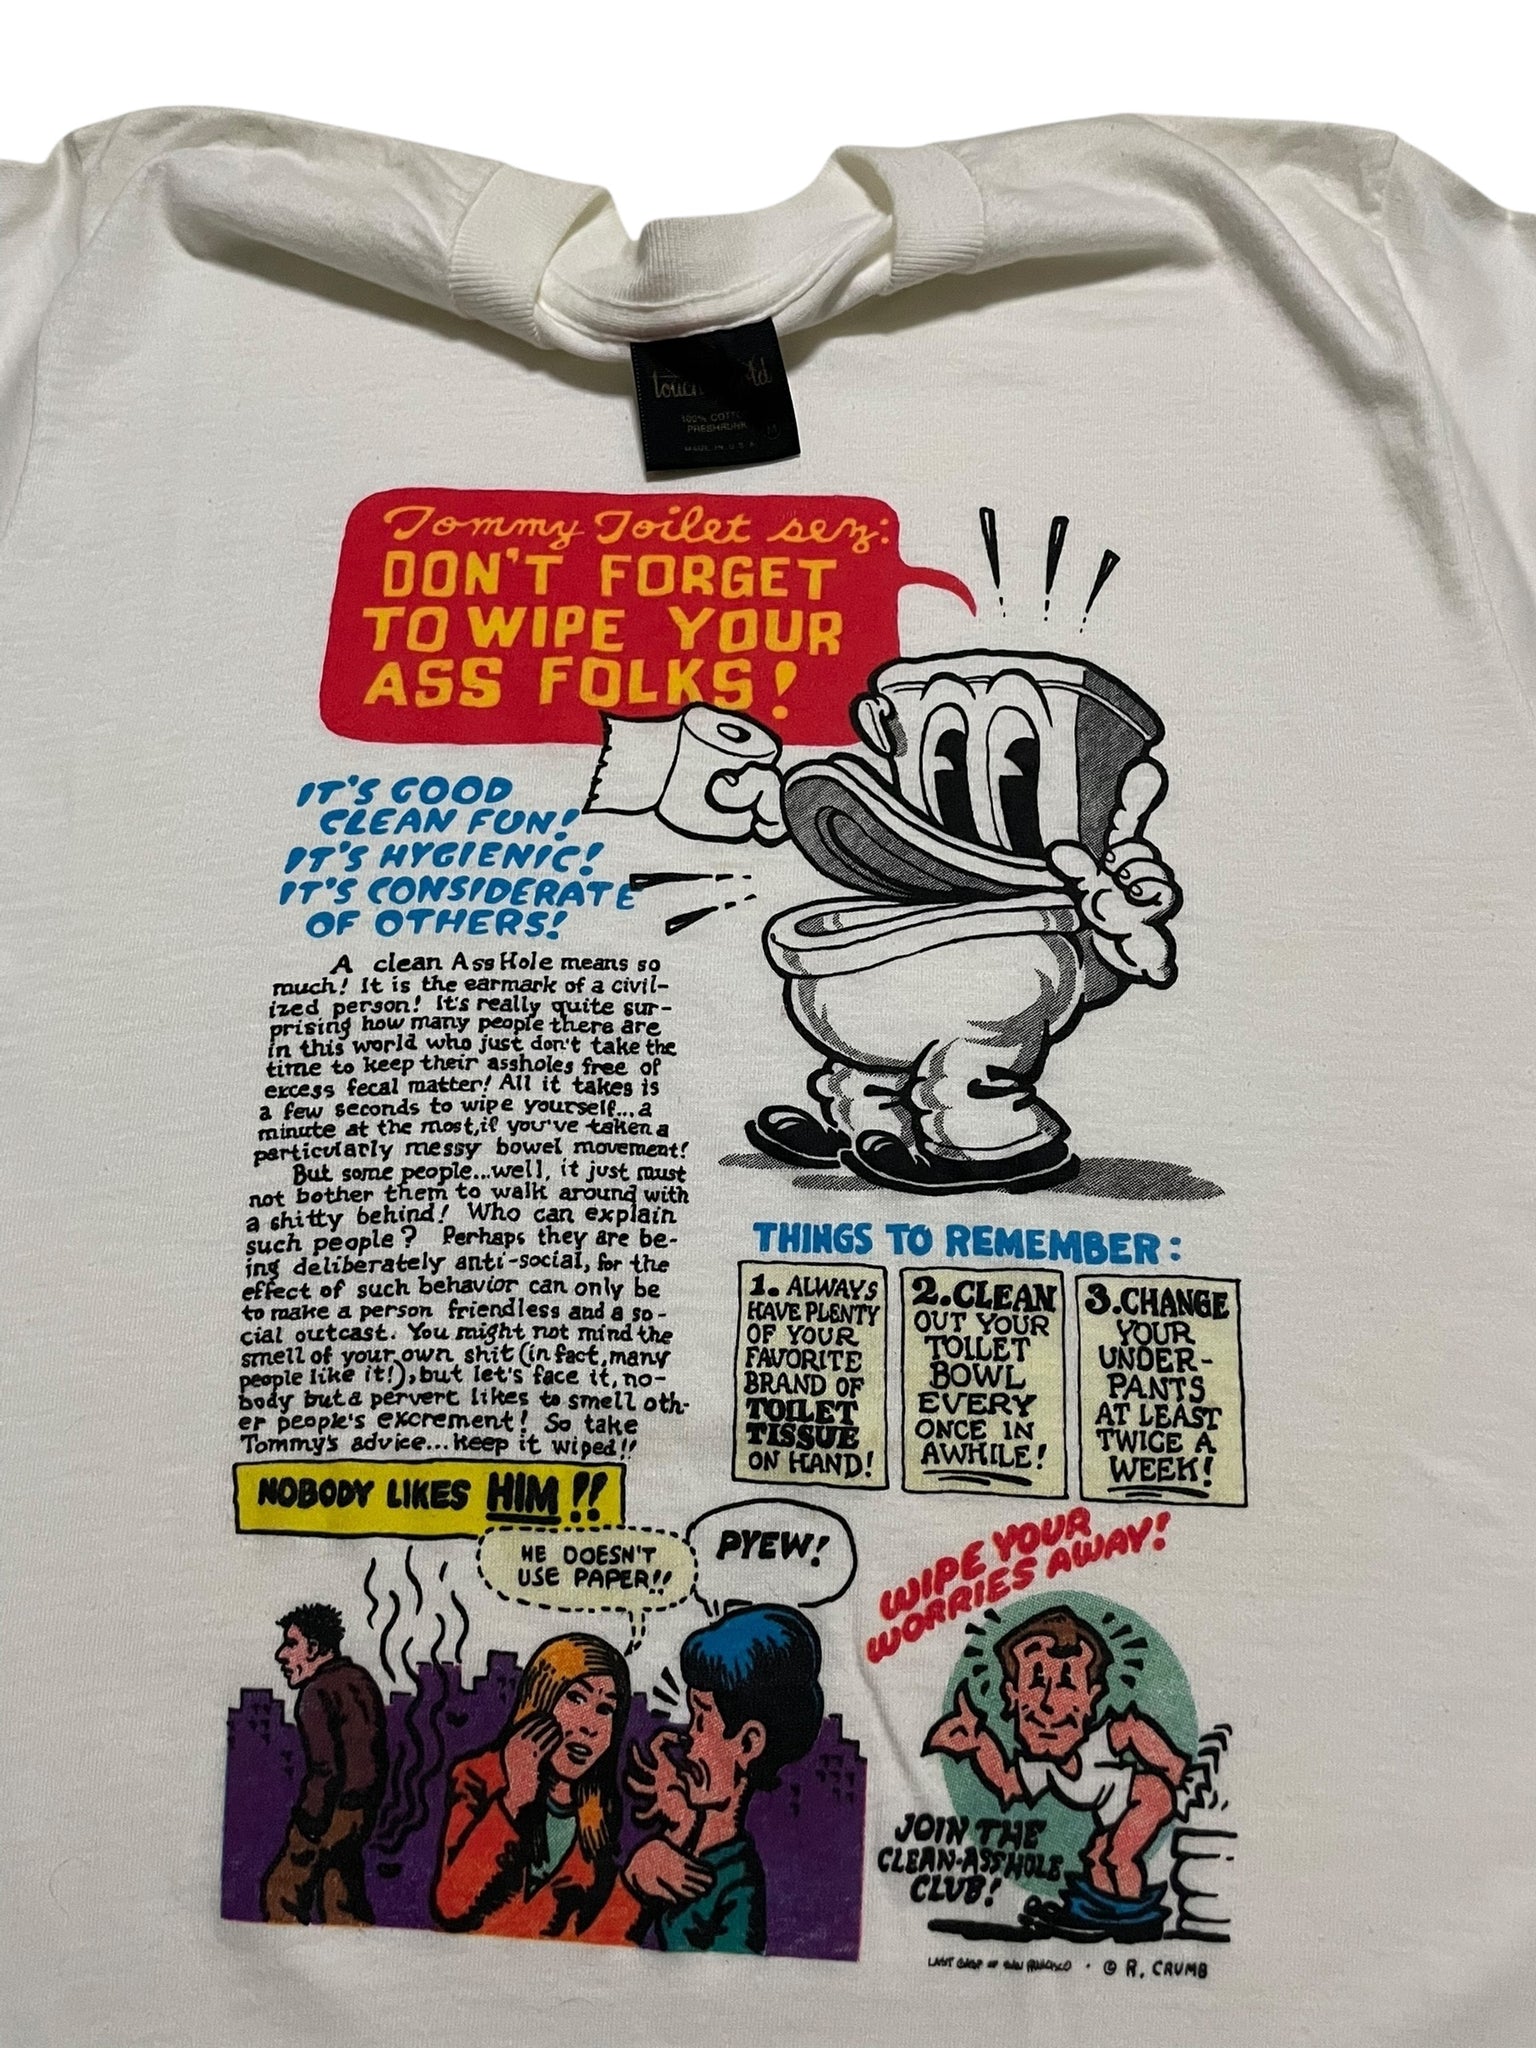 100% COTTON
PRESHRUNK
M
MADE IN U.S.A.
Tommy Toilet sez:
DON'T FORGET
TO WIPE YOUR
ASS FOLKS!
IT'S GOOD
CLEAN FUN!
IT'S HYGIENIC!
IT'S CONSIDERATE
OF OTHERS!
A clean AssHole means so
much! It is the earmark of a civil-
ized person! It's really quite sur-
prising how many people there are
in this world who just don't take the
time to keep their assholes free of
excess fecal matter! All it takes is
a few seconds to wipe yourself...a
minute at the most, if you've taken a
particularly messy bowel movement!
But some people...well, it just must
not bother them to walk around with
a shitty behind! Who can explain
such people? Perhaps they are be-
ing deliberately anti-social, for the
effect of such behavior can only be
to make a person friendless and a so-
cial outcast. You might not mind the
smell of your own shit (in fact, many
people like it!), but let's face it, no-
body but a pervert likes to smell oth-
er people's excrement! So take
Tommy's advice...keep it wiped!!
THINGS TO REMEMBER:
1. ALWAYS
HAVE PLENTY
OF YOUR
FAVORITE
BRAND OF
TOILET
TISSUE
ON HAND!
2. CLEAN
OUT YOUR
TOILET
BOWL
EVERY
ONCE IN
AWHILE!
3. CHANGE
YOUR
UNDER-
PANTS
AT LEAST
TWICE A
WEEK!
NOBODY LIKES HIM!!
HE DOESN'T
USE PAPER!!
PYEW!
WIPE YOUR
WORRIES AWAY!
JOIN THE
CLEAN-ASSHOLE
CLUB!
LAST GASP OF SAN FRANCISCO · © R. CRUMB